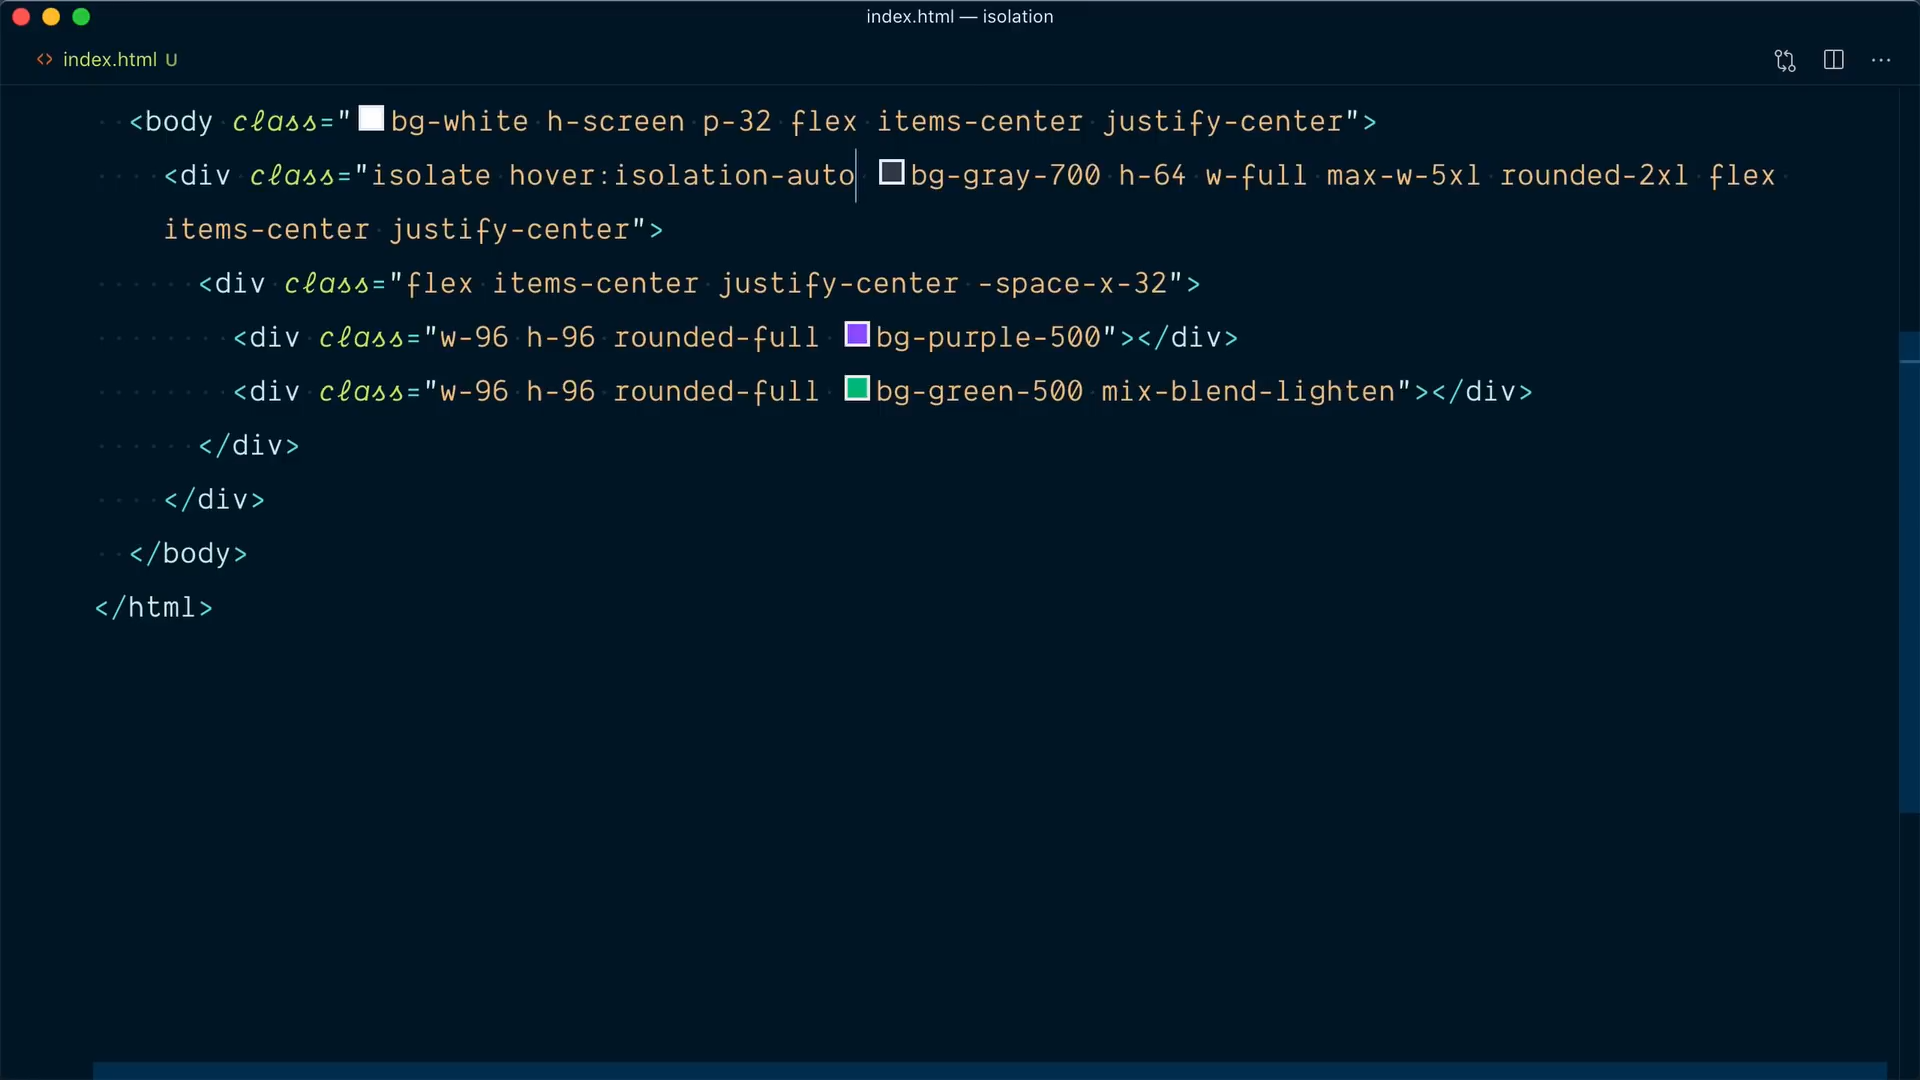 index.html — isolation
<> index.html U
<body class="bg-white h-screen p-32 flex items-center justify-center">
<div class="isolate hover:isolation-auto bg-gray-700 h-64 w-full max-w-5xl rounded-2xl flex
items-center justify-center">
<div class="flex items-center justify-center -space-x-32">
<div class="w-96 h-96 rounded-full bg-purple-500"></div>
<div class="w-96 h-96 rounded-full bg-green-500 mix-blend-lighten"></div>
</div>
</div>
</body>
</html>